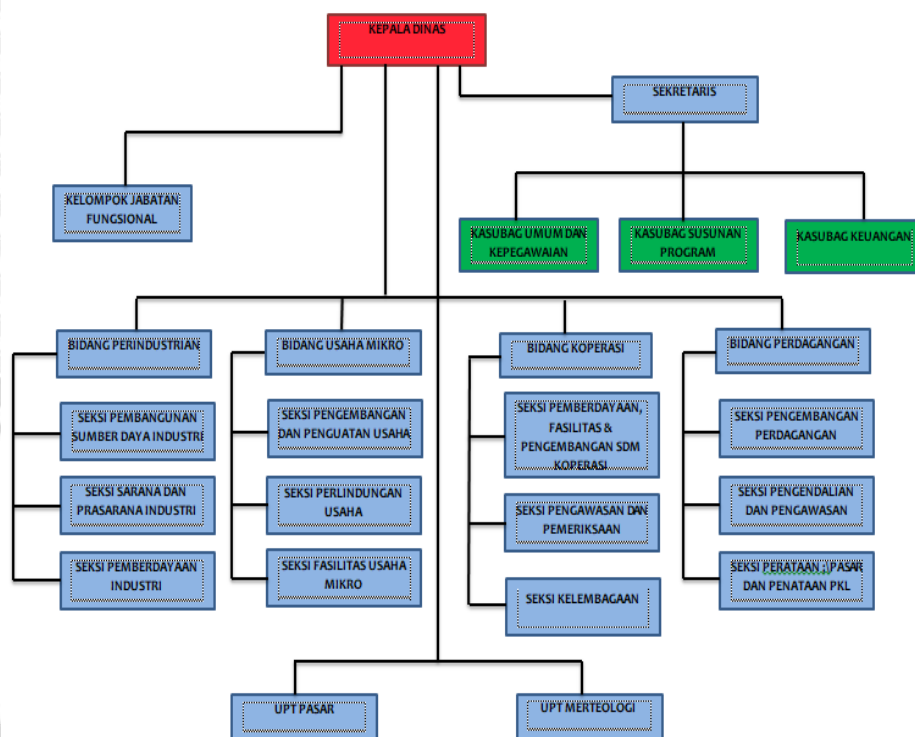 KEPALA DINAS
SEKRETARIS
KELOMPOK JABATAN
FUNGSIONAL
KASUBAG UMUM DAN
KEPEGAWAIAN
KASUBAG SUSUNAN
PROGRAM
KASUBAG KEUANGAN
BIDANG PERINDUSTRIAN
SEKSI PEMBANGUNAN
SUMBER DAYA INDUSTRI
SEKSI SARANA DAN
PRASARANA INDUSTRI
SEKSI PEMBERDAYAAN
INDUSTRI
BIDANG USAHA MIKRO
SEKSI PENGEMBANGAN
DAN PENGUATAN USAHA
SEKSI PERLINDUNGAN
USAHA
SEKSI FASILITAS USAHA
MIKRO
BIDANG KOPERASI
SEKSI PEMBERDAYAAN,
FASILITAS &
PENGEMBANGAN SDM
KOPERASI
SEKSI PENGAWASAN DAN
PEMERIKSAAN
SEKSI KELEMBAGAAN
BIDANG PERDAGANGAN
SEKSI PENGEMBANGAN
PERDAGANGAN
SEKSI PENGENDALIAN
DAN PENGAWASAN
SEKSI PERATAAN ;\ PASAR
DAN PENATAAN PKL
UPT PASAR
UPT MERTEOLOGI